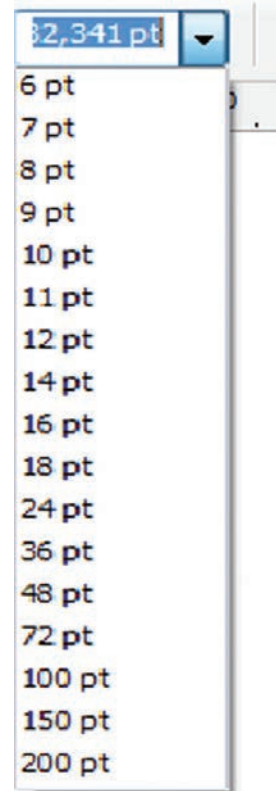 32,341 pt
6 pt
7 pt
8 pt
9 pt
10 pt
11 pt
12 pt
14 pt
16 pt
18 pt
24 pt
36 pt
48 pt
72 pt
100 pt
150 pt
200 pt